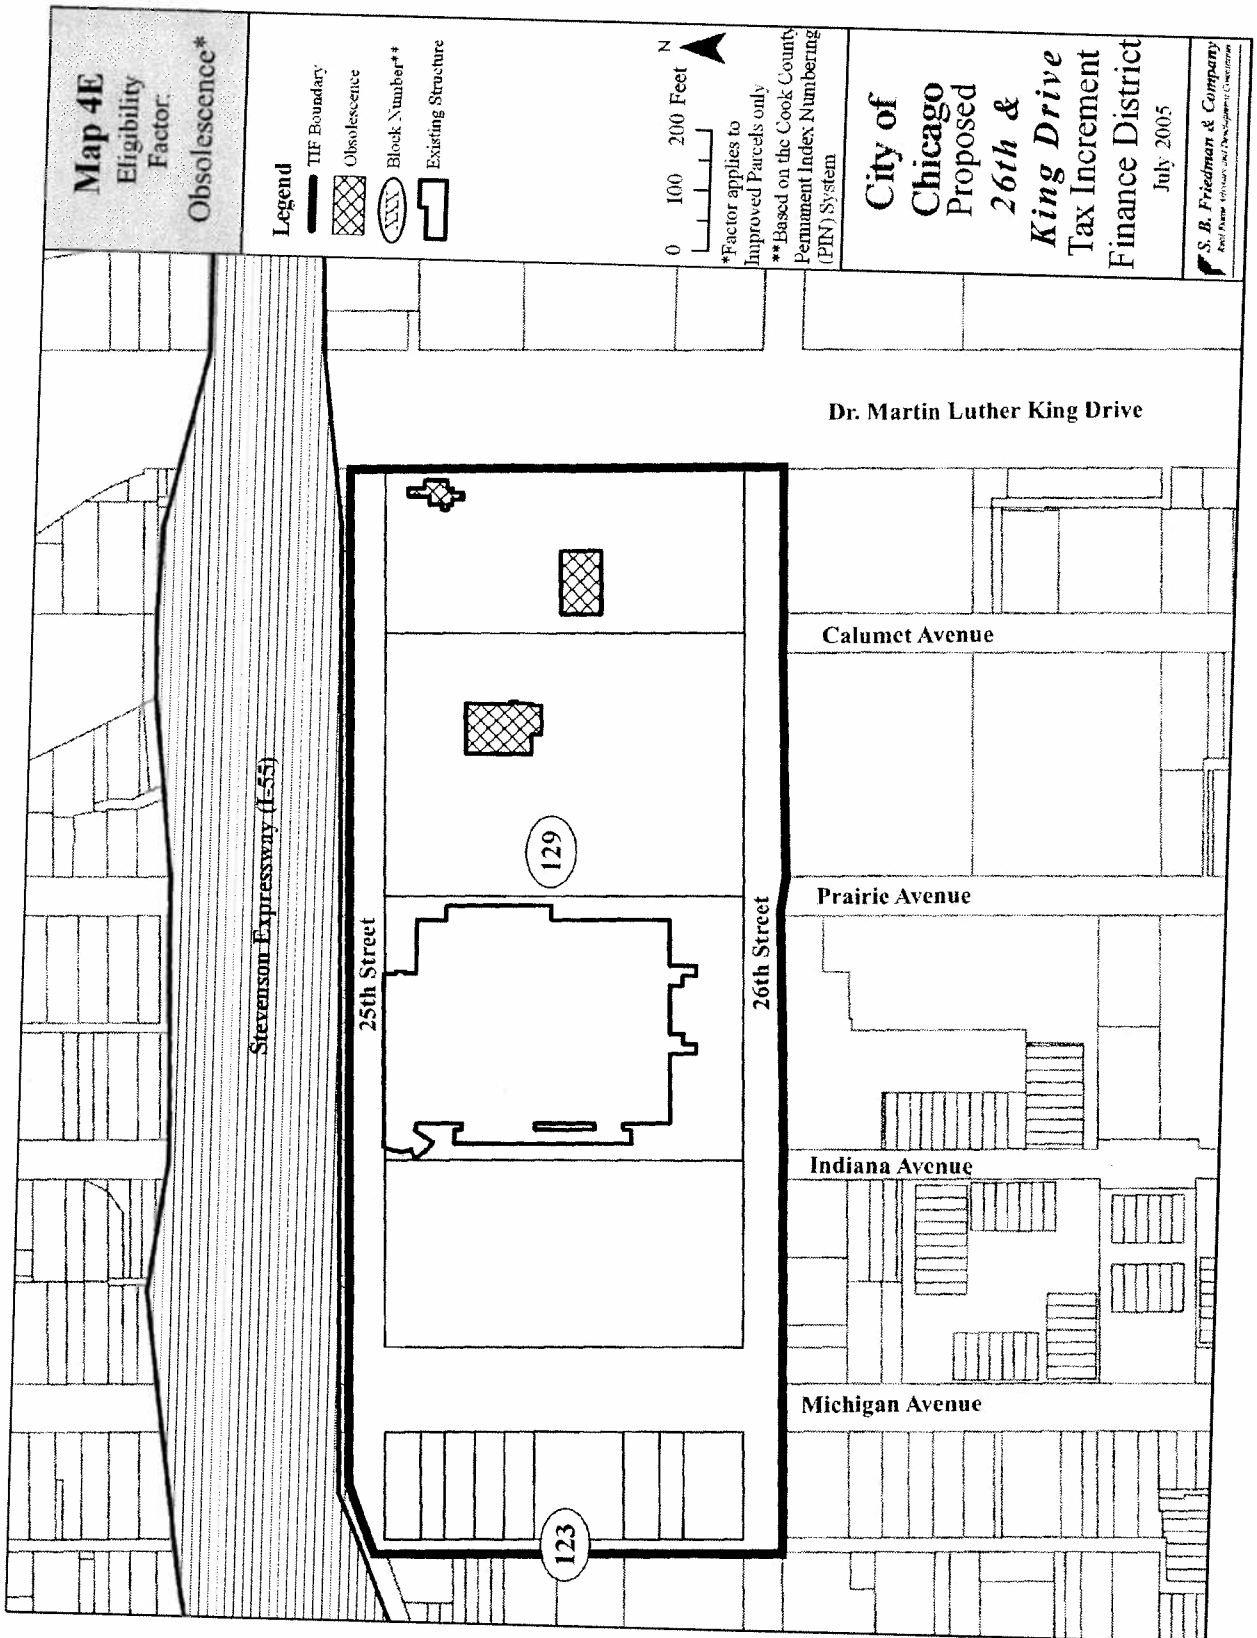 Map 4E
Eligibility
Factor:
Obsolescence*
Legend
TIF Boundary
Obsolescence
XXX
Block Number**
Existing Structure
0 100 200 Feet
N
*Factor applies to
Improved Parcels only
**Based on the Cook County
Permanent Index Numbering
(PIN) System
City of
Chicago
Proposed
26th &
King Drive
Tax Increment
Finance District
July 2005
S. B. Friedman & Company
Stevenson Expressway (I-55)
25th Street
26th Street
129
123
Dr. Martin Luther King Drive
Calumet Avenue
Prairie Avenue
Indiana Avenue
Michigan Avenue